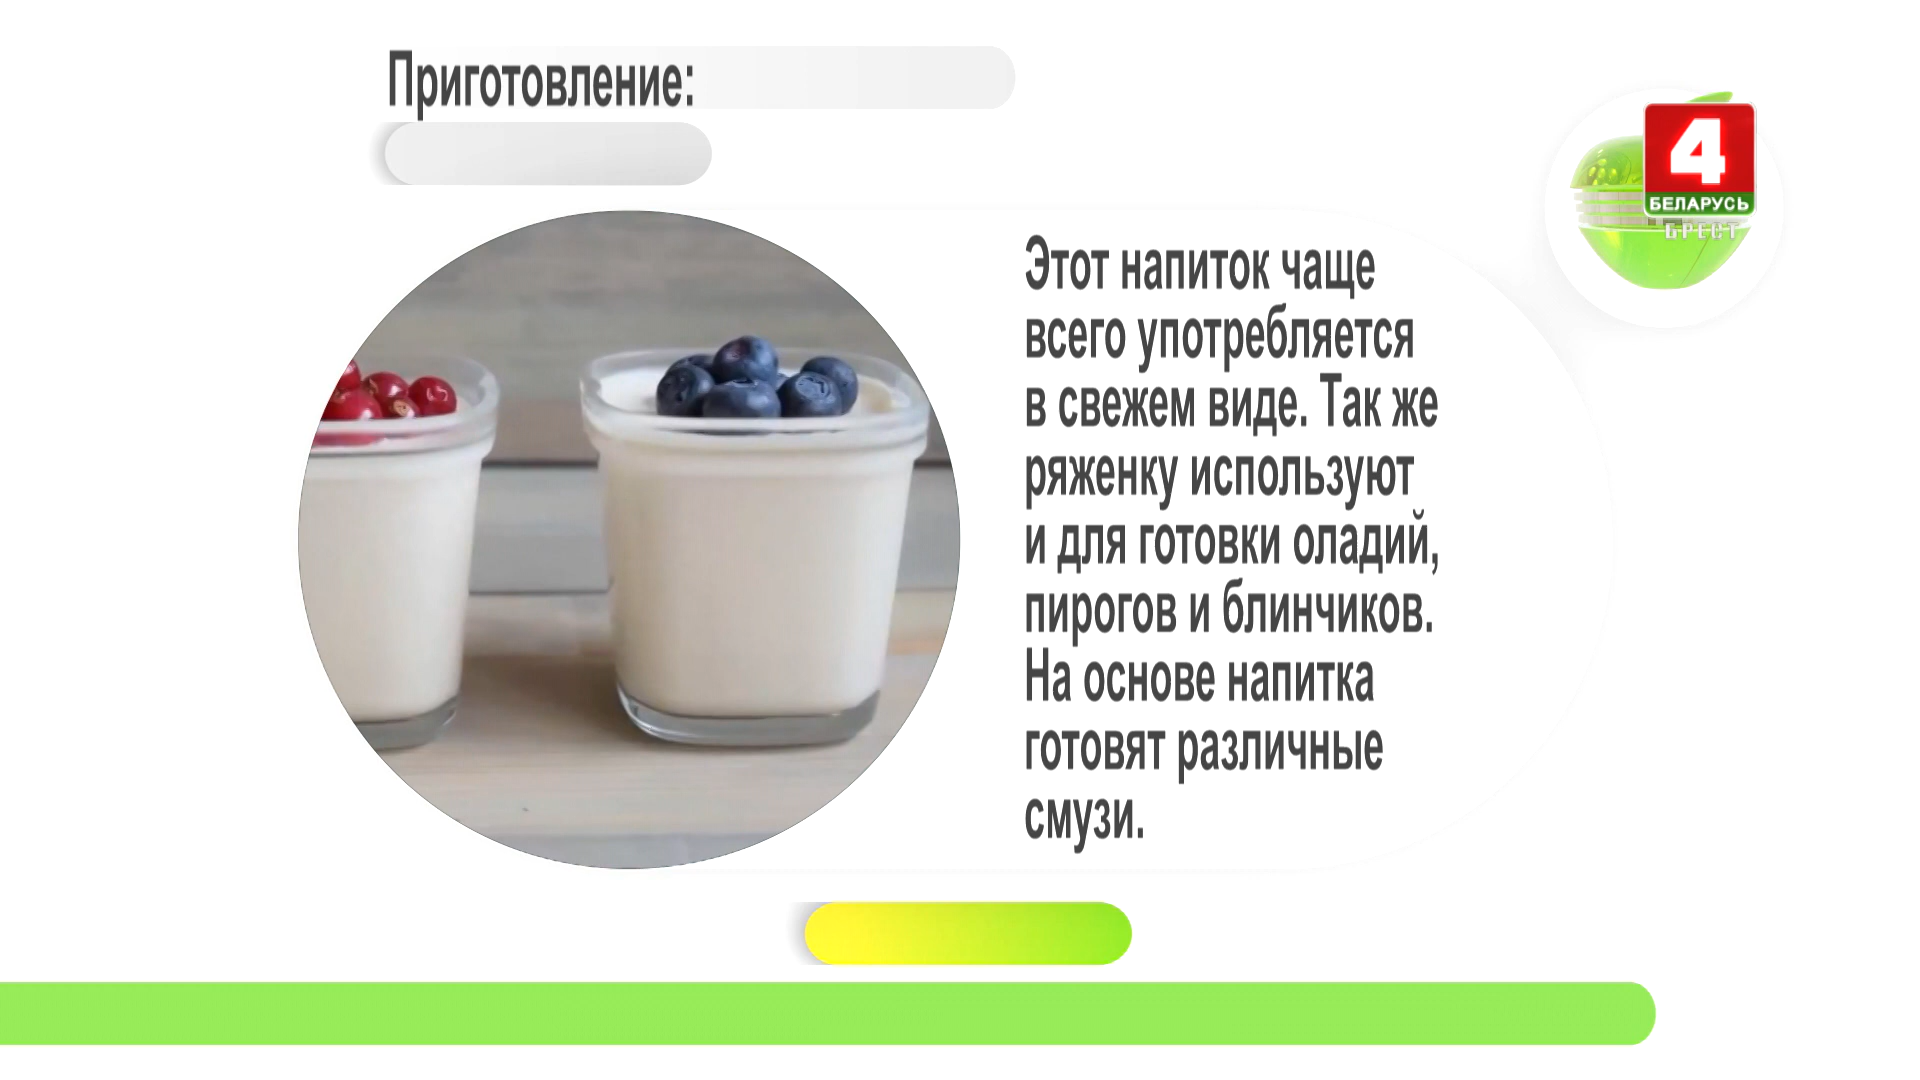 Приготовление:
4
БЕЛАРУСЬ
БРЕСТ
Этот напиток чаще
всего употребляется
в свежем виде. Так же
ряженку используют
и для готовки оладий,
пирогов и блинчиков.
На основе напитка
готовят различные
смузи.